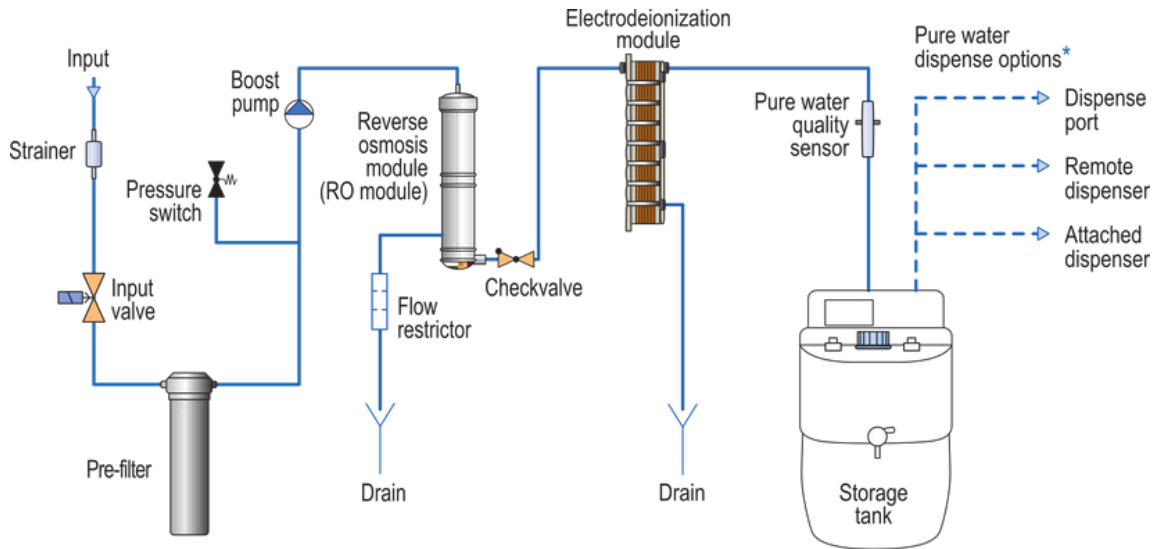 Input
Strainer
Input
valve
Pre-filter
Pressure
switch
Boost
pump
Reverse
osmosis
module
(RO module)
Flow
restrictor
Drain
Checkvalve
Electrodeionization
module
Drain
Pure water
quality
sensor
Storage
tank
Pure water
dispense options*
Dispense
port
Remote
dispenser
Attached
dispenser